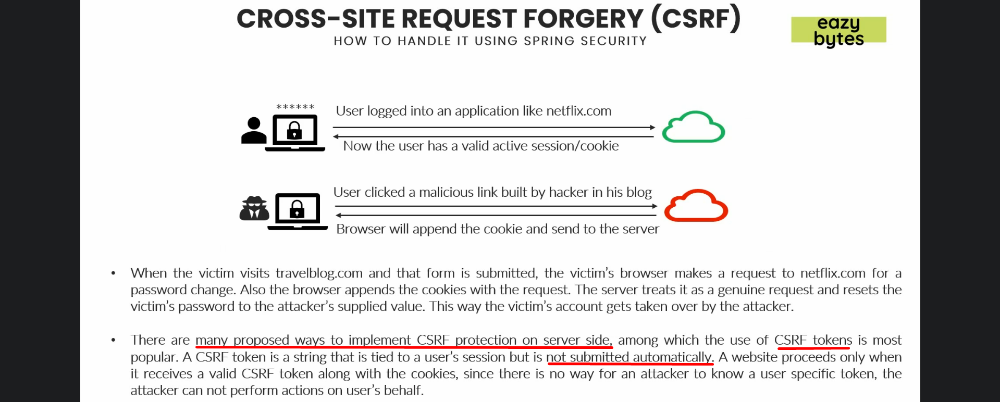 CROSS-SITE REQUEST FORGERY (CSRF)
HOW TO HANDLE IT USING SPRING SECURITY
eazy
bytes
******
User logged into an application like netflix.com
Now the user has a valid active session/cookie
User clicked a malicious link built by hacker in his blog
Browser will append the cookie and send to the server
• When the victim visits travelblog.com and that form is submitted, the victim's browser makes a request to netflix.com for a
password change. Also the browser appends the cookies with the request. The server treats it as a genuine request and resets the
victim's password to the attacker's supplied value. This way the victim's account gets taken over by the attacker.
• There are many proposed ways to implement CSRF protection on server side, among which the use of CSRF tokens is most
popular. A CSRF token is a string that is tied to a user's session but is not submitted automatically. A website proceeds only when
it receives a valid CSRF token along with the cookies, since there is no way for an attacker to know a user specific token, the
attacker can not perform actions on user's behalf.